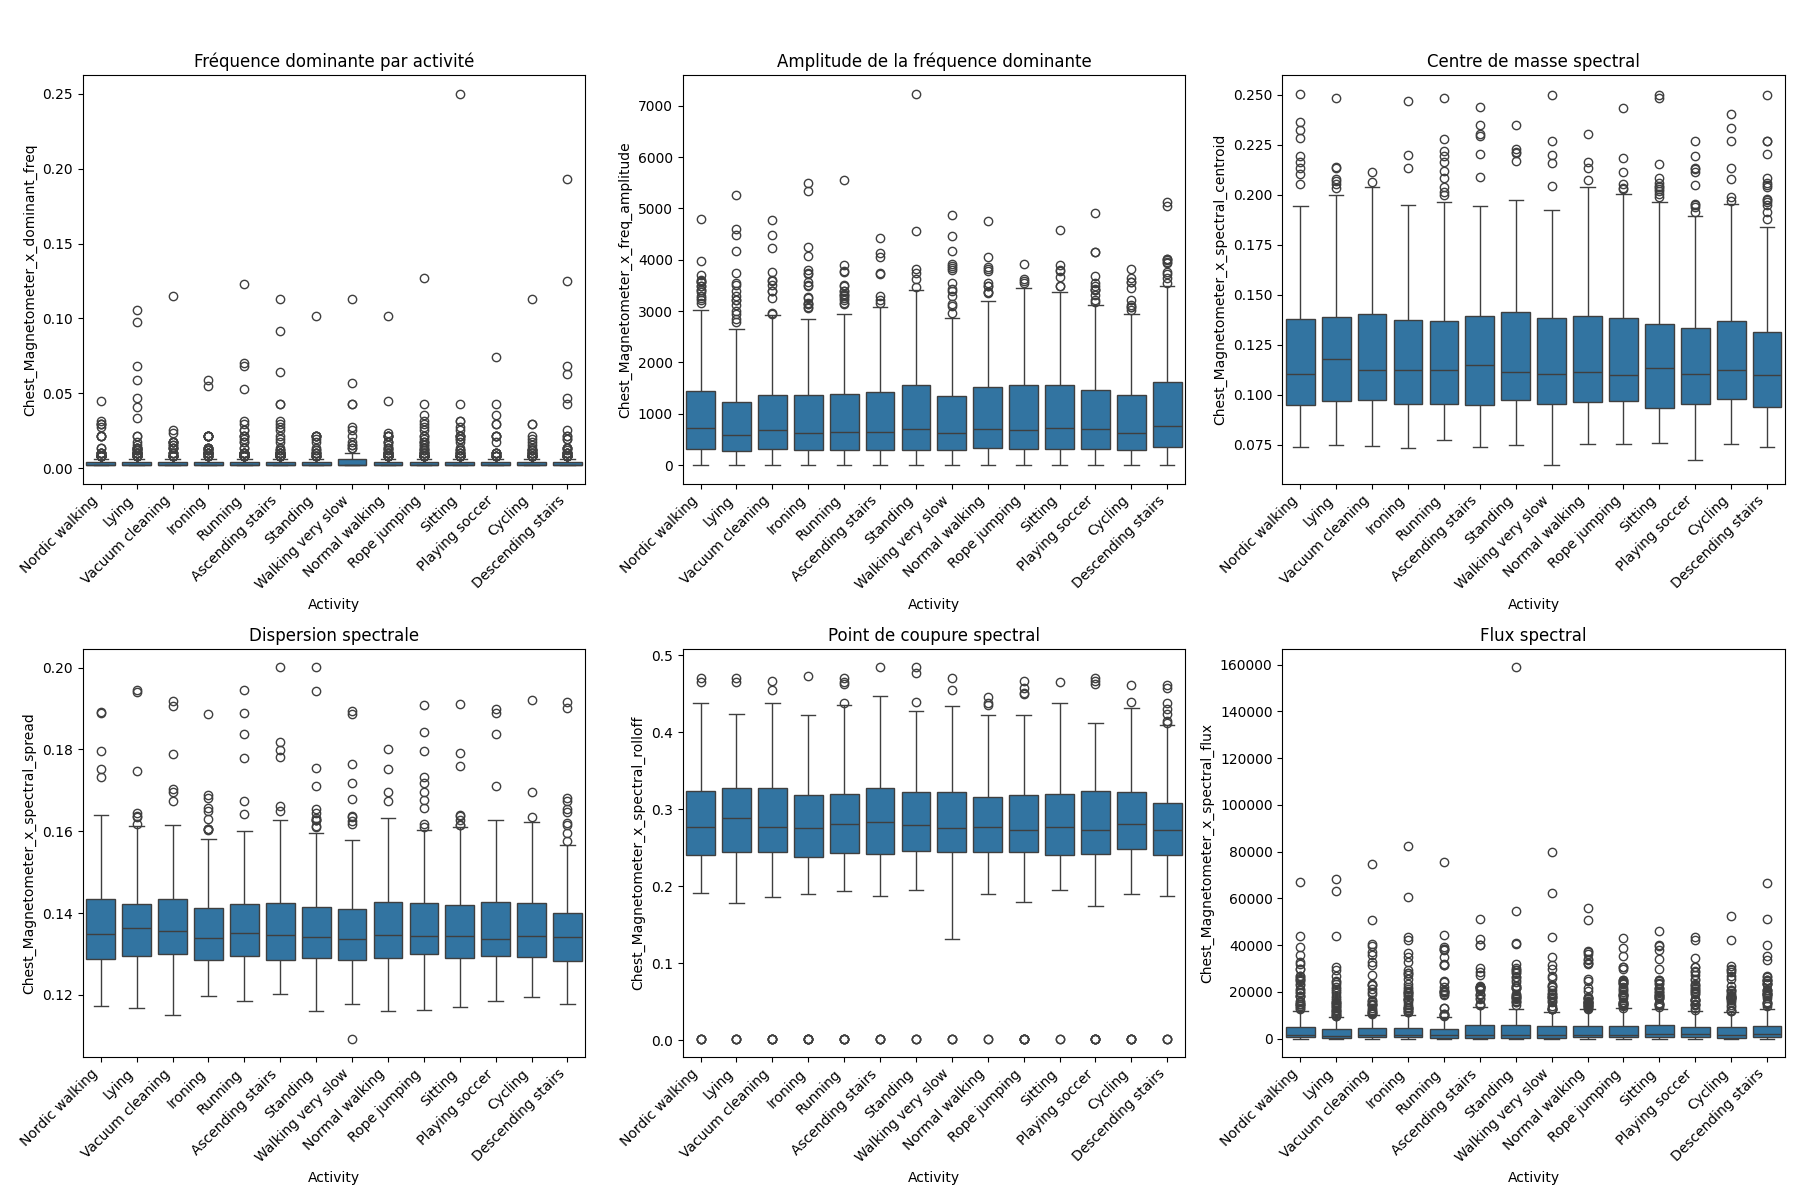 Fréquence dominante par activité
Chest_Magnetometer_x_dominant_freq
0.25
0.20
0.15
0.10
0.05
0.00
Nordic walking
Lying
Vacuum cleaning
Ironing
Running
Ascending stairs
Standing
Walking very slow
Normal walking
Rope jumping
Sitting
Playing soccer
Cycling
Descending stairs
Activity
Amplitude de la fréquence dominante
Chest_Magnetometer_x_freq_amplitude
7000
6000
5000
4000
3000
2000
1000
0
Nordic walking
Lying
Vacuum cleaning
Ironing
Running
Ascending stairs
Standing
Walking very slow
Normal walking
Rope jumping
Sitting
Playing soccer
Cycling
Descending stairs
Activity
Centre de masse spectral
Chest_Magnetometer_x_spectral_centroid
0.250
0.225
0.200
0.175
0.150
0.125
0.100
0.075
Nordic walking
Lying
Vacuum cleaning
Ironing
Running
Ascending stairs
Standing
Walking very slow
Normal walking
Rope jumping
Sitting
Playing soccer
Cycling
Descending stairs
Activity
Dispersion spectrale
Chest_Magnetometer_x_spectral_spread
0.20
0.18
0.16
0.14
0.12
Nordic walking
Lying
Vacuum cleaning
Ironing
Running
Ascending stairs
Standing
Walking very slow
Normal walking
Rope jumping
Sitting
Playing soccer
Cycling
Descending stairs
Activity
Point de coupure spectral
Chest_Magnetometer_x_spectral_rolloff
0.5
0.4
0.3
0.2
0.1
0.0
Nordic walking
Lying
Vacuum cleaning
Ironing
Running
Ascending stairs
Standing
Walking very slow
Normal walking
Rope jumping
Sitting
Playing soccer
Cycling
Descending stairs
Activity
Flux spectral
Chest_Magnetometer_x_spectral_flux
160000
140000
120000
100000
80000
60000
40000
20000
0
Nordic walking
Lying
Vacuum cleaning
Ironing
Running
Ascending stairs
Standing
Walking very slow
Normal walking
Rope jumping
Sitting
Playing soccer
Cycling
Descending stairs
Activity